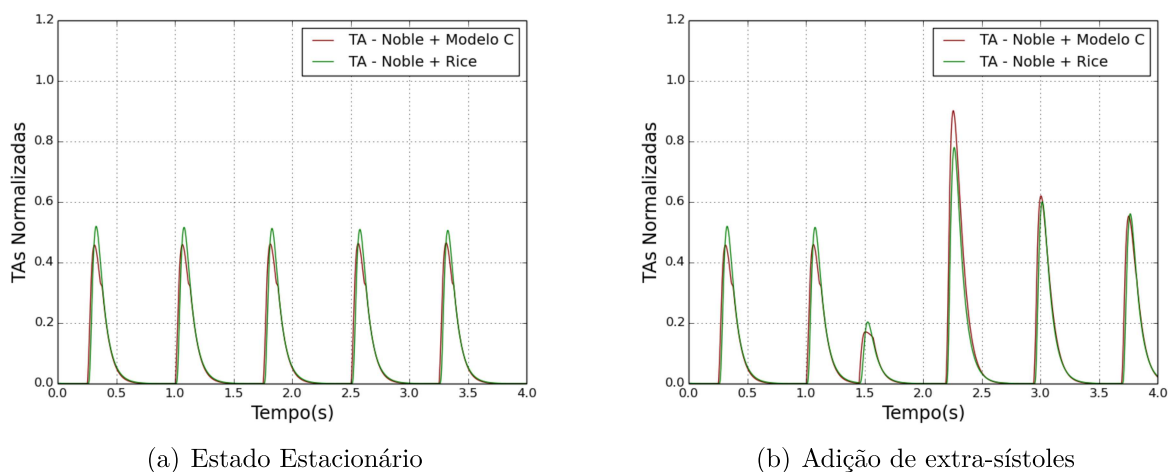 TAs Normalizadas
1.2
1.0
0.8
0.6
0.4
0.2
0.0
TA - Noble + Modelo C
TA - Noble + Rice
0.0 0.5 1.0 1.5 2.0 2.5 3.0 3.5 4.0
Tempo(s)
(a) Estado Estacionário
TAs Normalizadas
1.2
1.0
0.8
0.6
0.4
0.2
0.0
TA - Noble + Modelo C
TA - Noble + Rice
0.0 0.5 1.0 1.5 2.0 2.5 3.0 3.5 4.0
Tempo(s)
(b) Adição de extra-sístoles